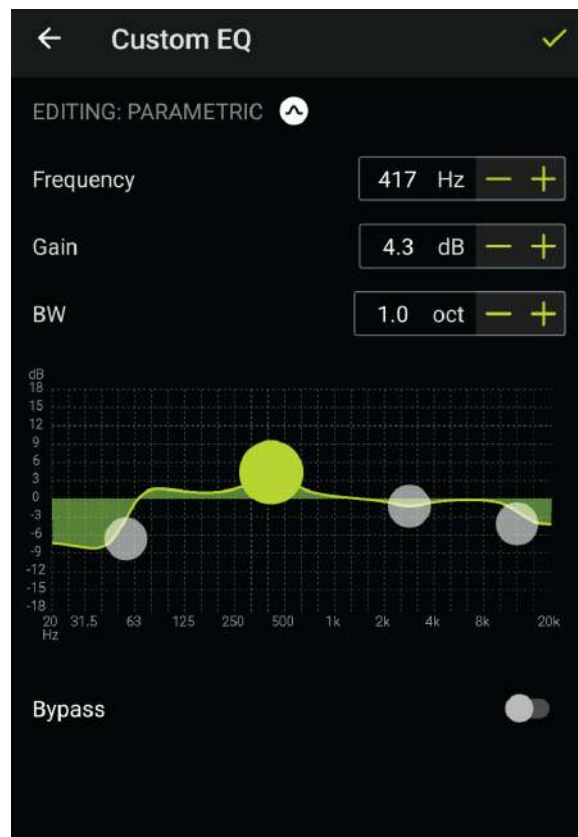 Custom EQ
EDITING: PARAMETRIC
Frequency 417 Hz
Gain 4.3 dB
BW 1.0 oct
dB
18
15
12
9
6
3
0
-3
-6
-9
-12
-15
-18
20 31.5 63 125 250 500 1k 2k 4k 8k 20k
Hz
Bypass